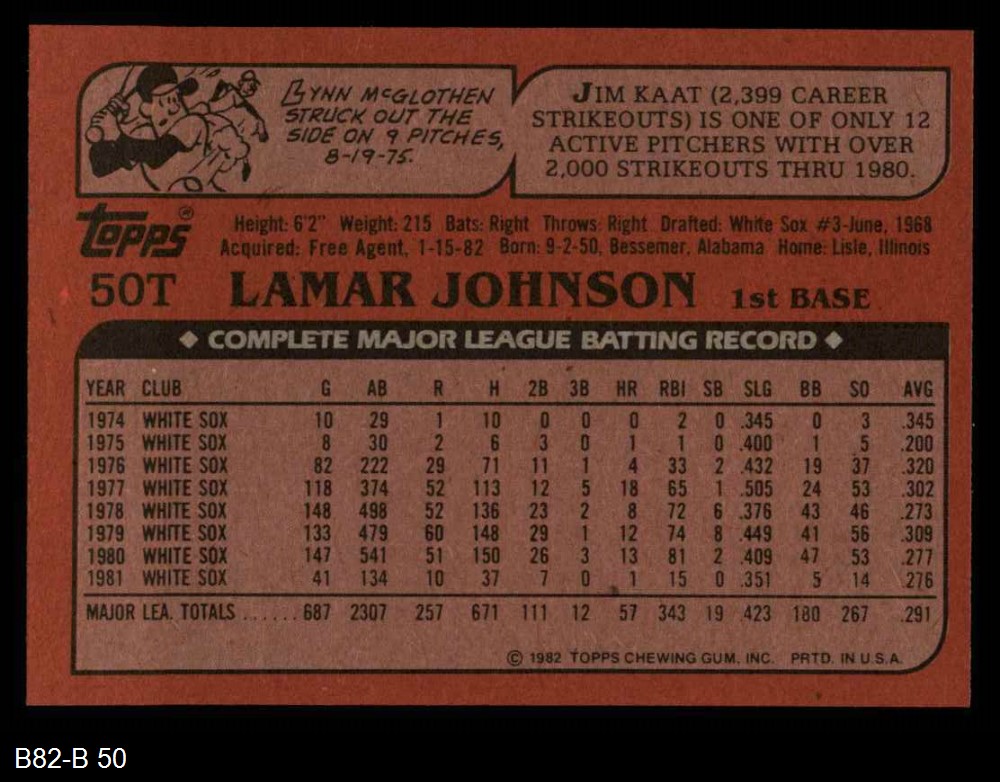 LYNN McGLOTHEN
STRUCK OUT THE
SIDE ON 9 PITCHES,
8-19-75.
JIM KAAT (2,399 CAREER
STRIKEOUTS) IS ONE OF ONLY 12
ACTIVE PITCHERS WITH OVER
2,000 STRIKEOUTS THRU 1980.
TOPPS®
Height: 6'2" Weight: 215 Bats: Right Throws: Right Drafted: White Sox #3-June, 1968
Acquired: Free Agent, 1-15-82 Born: 9-2-50, Bessemer, Alabama Home: Lisle, Illinois
50T LAMAR JOHNSON 1st BASE
◆ COMPLETE MAJOR LEAGUE BATTING RECORD ◆
YEAR CLUB G AB R H 2B 3B HR RBI SB SLG BB SO AVG
1974 WHITE SOX 10 29 1 10 0 0 0 2 0 .345 0 3 .345
1975 WHITE SOX 8 30 2 6 3 0 1 1 0 .400 1 5 .200
1976 WHITE SOX 82 222 29 71 11 1 4 33 2 .432 19 37 .320
1977 WHITE SOX 118 374 52 113 12 5 18 65 1 .505 24 53 .302
1978 WHITE SOX 148 498 52 136 23 2 8 72 6 .376 43 46 .273
1979 WHITE SOX 133 479 60 148 29 1 12 74 8 .449 41 56 .309
1980 WHITE SOX 147 541 51 150 26 3 13 81 2 .409 47 53 .277
1981 WHITE SOX 41 134 10 37 7 0 1 15 0 .351 5 14 .276
MAJOR LEA. TOTALS ...... 687 2307 257 671 111 12 57 343 19 .423 180 267 .291
© 1982 TOPPS CHEWING GUM, INC. PRTD. IN U.S.A.
B82-B 50